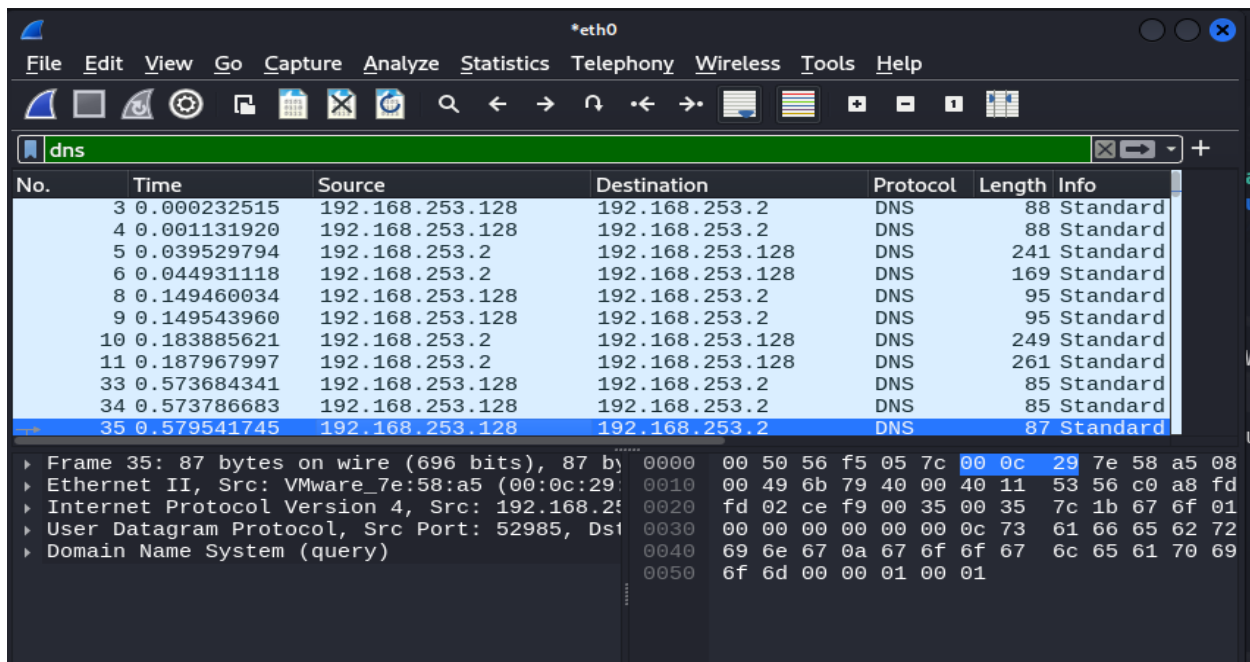 *eth0
File Edit View Go Capture Analyze Statistics Telephony Wireless Tools Help
dns
No. Time Source Destination Protocol Length Info
3 0.000232515 192.168.253.128 192.168.253.2 DNS 88 Standard
4 0.001131920 192.168.253.128 192.168.253.2 DNS 88 Standard
5 0.039529794 192.168.253.2 192.168.253.128 DNS 241 Standard
6 0.044931118 192.168.253.2 192.168.253.128 DNS 169 Standard
8 0.149460034 192.168.253.128 192.168.253.2 DNS 95 Standard
9 0.149543960 192.168.253.128 192.168.253.2 DNS 95 Standard
10 0.183885621 192.168.253.2 192.168.253.128 DNS 249 Standard
11 0.187967997 192.168.253.2 192.168.253.128 DNS 261 Standard
33 0.573684341 192.168.253.128 192.168.253.2 DNS 85 Standard
34 0.573786683 192.168.253.128 192.168.253.2 DNS 85 Standard
35 0.579541745 192.168.253.128 192.168.253.2 DNS 87 Standard
Frame 35: 87 bytes on wire (696 bits), 87 by
Ethernet II, Src: VMware_7e:58:a5 (00:0c:29:
Internet Protocol Version 4, Src: 192.168.25
User Datagram Protocol, Src Port: 52985, Dst
Domain Name System (query)
0000 00 50 56 f5 05 7c 00 0c 29 7e 58 a5 08
0010 00 49 6b 79 40 00 40 11 53 56 c0 a8 fd
0020 fd 02 ce f9 00 35 00 35 7c 1b 67 6f 01
0030 00 00 00 00 00 00 0c 73 61 66 65 62 72
0040 69 6e 67 0a 67 6f 6f 67 6c 65 61 70 69
0050 6f 6d 00 00 01 00 01